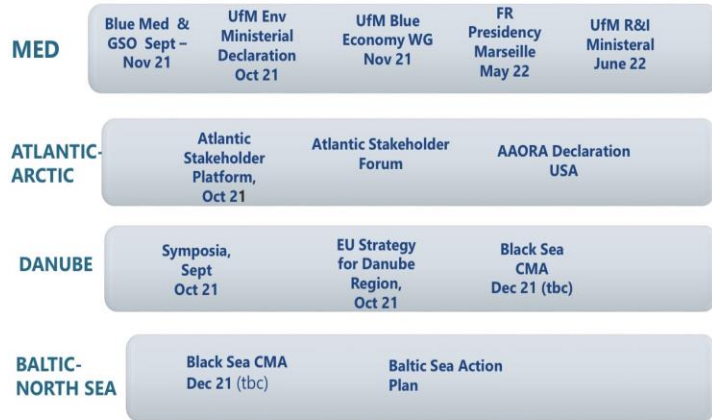 MED
Blue Med & 
GSO Sept –
Nov 21
UfM Env
Ministerial
Declaration
Oct 21
UfM Blue
Economy WG
Nov 21
FR
Presidency
Marseille
May 22
UfM R&I
Ministeral
June 22
ATLANTIC-
ARCTIC
Atlantic
Stakeholder
Platform,
Oct 21
Atlantic Stakeholder
Forum
AAORA Declaration
USA
DANUBE
Symposia,
Sept
Oct 21
EU Strategy
for Danube
Region,
Oct 21
Black Sea
CMA
Dec 21 (tbc)
BALTIC-
NORTH SEA
Black Sea CMA
Dec 21 (tbc)
Baltic Sea Action
Plan